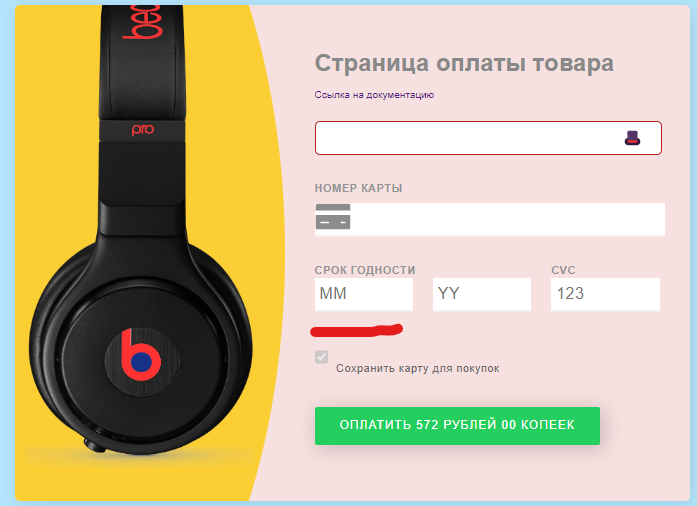 beats
pro
b
Страница оплаты товара
Ссылка на документацию
НОМЕР КАРТЫ
СРОК ГОДНОСТИ CVC
MM YY 123
Сохранить карту для покупок
ОПЛАТИТЬ 572 РУБЛЕЙ 00 КОПЕЕК